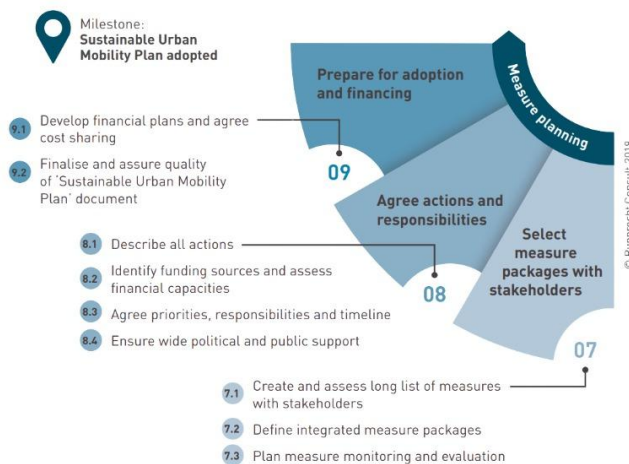 Milestone:
Sustainable Urban
Mobility Plan adopted
Prepare for adoption
and financing
Measure planning
9.1 Develop financial plans and agree
cost sharing
9.2 Finalise and assure quality
of ‘Sustainable Urban Mobility
Plan’ document
09
Agree actions and
responsibilities
Select
measure
packages with
stakeholders
8.1 Describe all actions
8.2 Identify funding sources and assess
financial capacities
8.3 Agree priorities, responsibilities and timeline
8.4 Ensure wide political and public support
08
07
7.1 Create and assess long list of measures
with stakeholders
7.2 Define integrated measure packages
7.3 Plan measure monitoring and evaluation
© Rupprecht Consult 2018